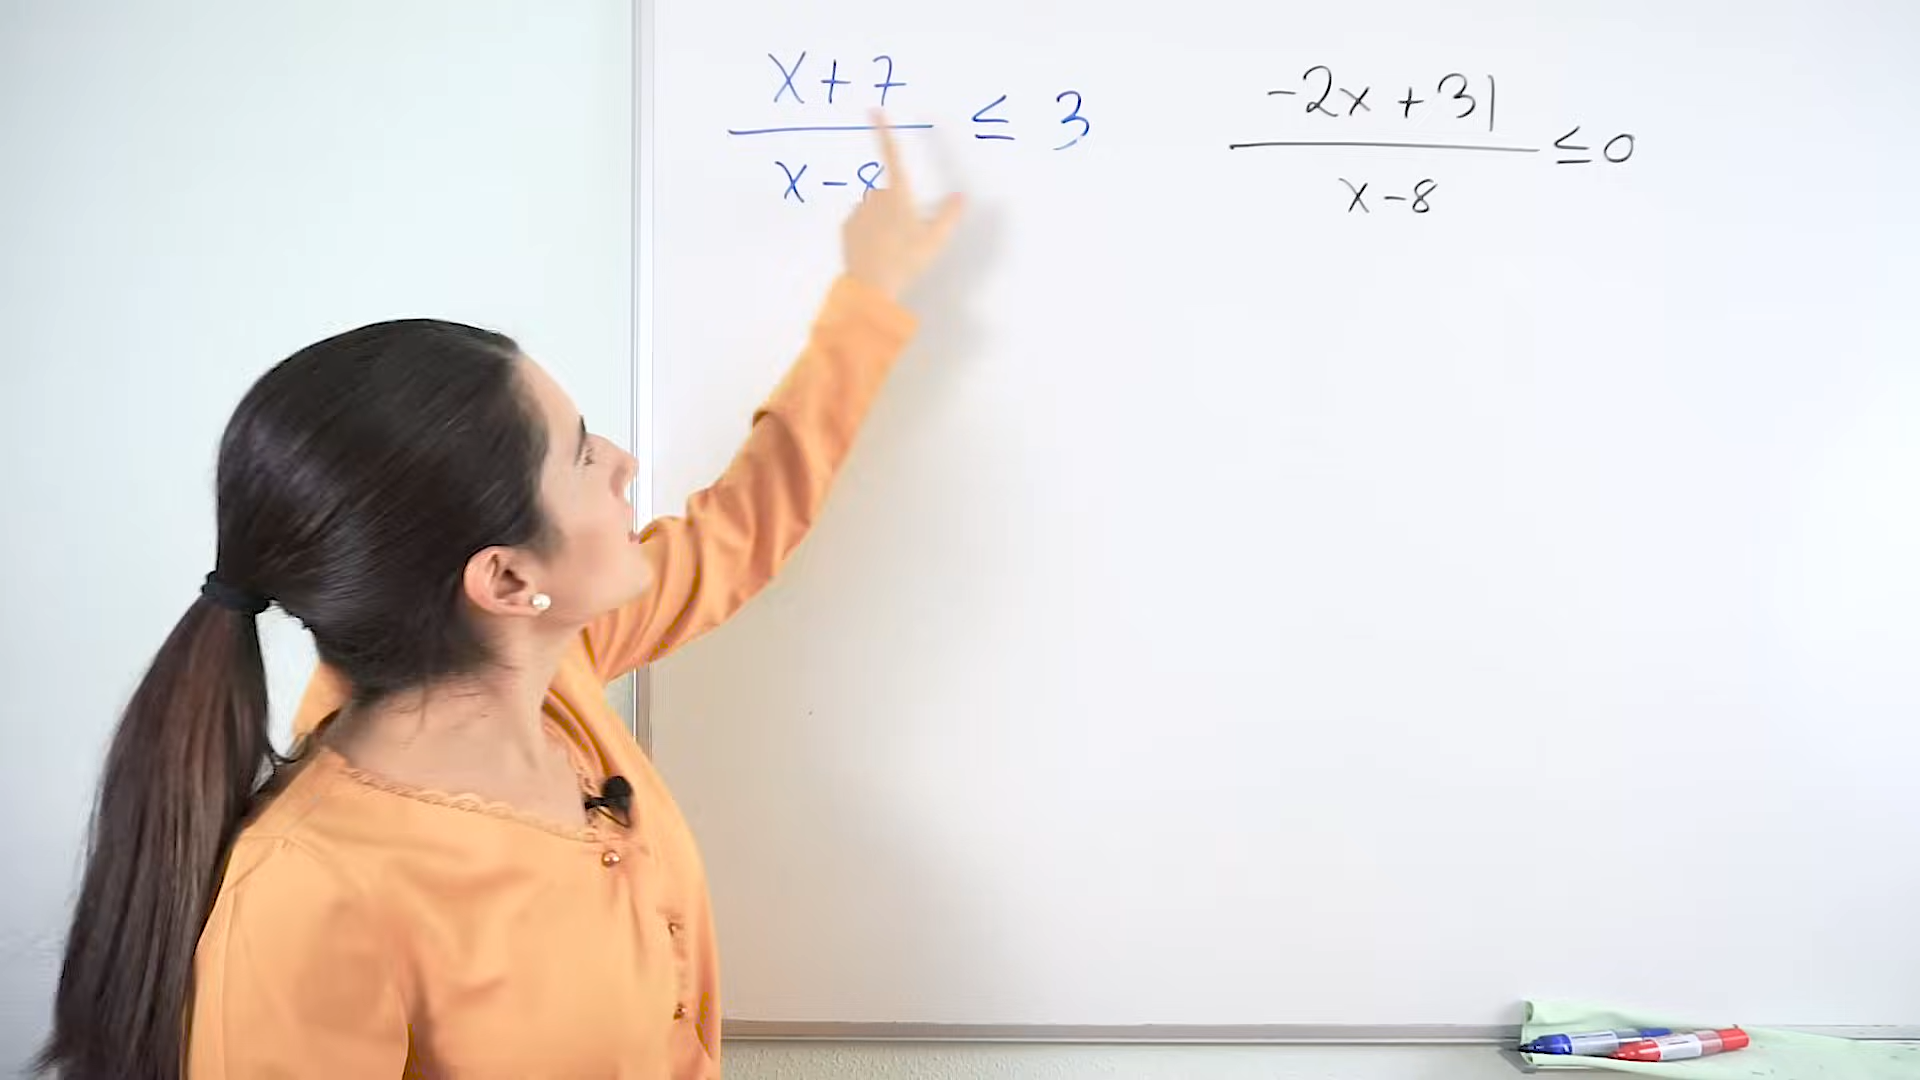 x+7
x-8 ≤ 3
-2x +31
x-8 ≤0